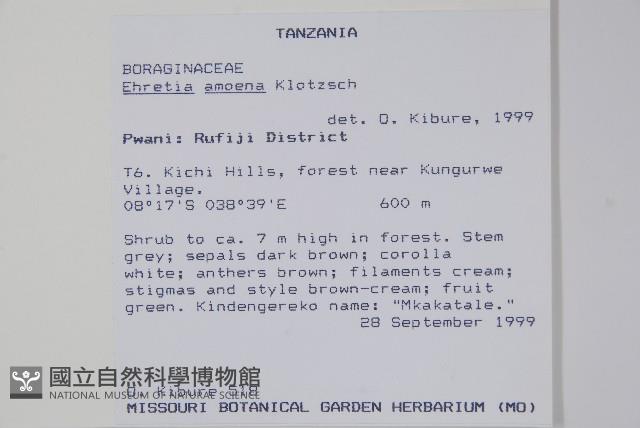 TANZANIA
BORAGINACEAE
Ehretia amoena Klotzsch
det. O. Kibure, 1999
Pwani: Rufiji District
T6. Kichi Hills, forest near Kungurwe
Village.
08°17'S 038°39'E 600 m
Shrub to ca. 7 m high in forest. Stem
grey; sepals dark brown; corolla
white; anthers brown; filaments cream;
stigmas and style brown-cream; fruit
green. Kindengereko name: "Mkakatale."
28 September 1999
國立自然科學博物館
O. Kibure 518
NATIONAL MUSEUM OF NATURAL SCIENCE
MISSOURI BOTANICAL GARDEN HERBARIUM (MO)